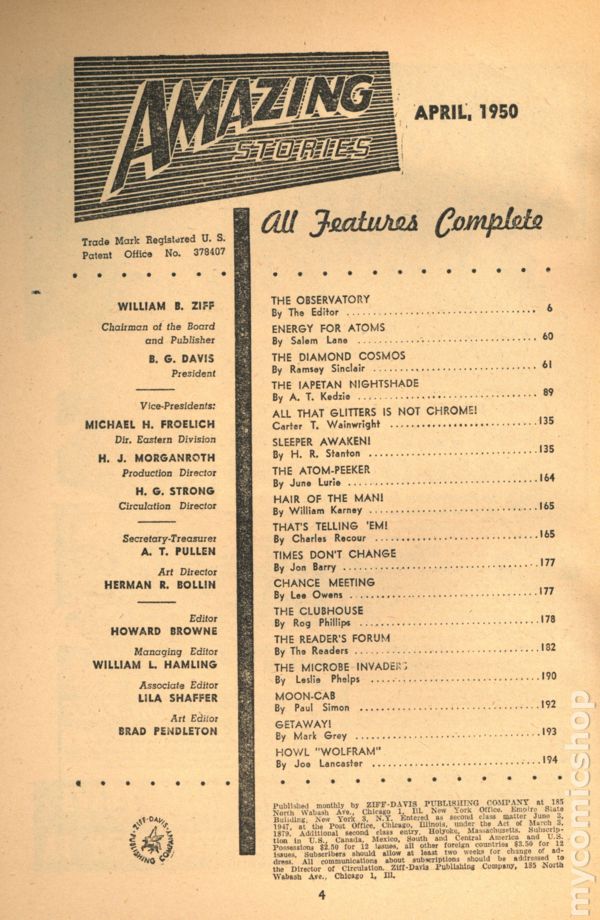 AMAZING
STORIES
APRIL, 1950
All Features Complete
Trade Mark Registered U. S.
Patent Office No. 378407
WILLIAM B. ZIFF
Chairman of the Board
and Publisher
B. G. DAVIS
President
Vice-Presidents:
MICHAEL H. FROELICH
Dir. Eastern Division
H. J. MORGANROTH
Production Director
H. G. STRONG
Circulation Director
Secretary-Treasurer
A. T. PULLEN
Art Director
HERMAN R. BOLLIN
Editor
HOWARD BROWNE
Managing Editor
WILLIAM L. HAMLING
Associate Editor
LILA SHAFFER
Art Editor
BRAD PENDLETON
THE OBSERVATORY
By The Editor 6
ENERGY FOR ATOMS
By Salem Lane 60
THE DIAMOND COSMOS
By Ramsey Sinclair 61
THE IAPETAN NIGHTSHADE
By A. T. Kedzie 89
ALL THAT GLITTERS IS NOT CHROME!
Carter T. Wainwright 135
SLEEPER AWAKEN!
By H. R. Stanton 135
THE ATOM-PEEKER
By June Lurie 164
HAIR OF THE MAN!
By William Karney 165
THAT'S TELLING 'EM!
By Charles Recour 165
TIMES DON'T CHANGE
By Jon Barry 177
CHANCE MEETING
By Lee Owens 177
THE CLUBHOUSE
By Rog Phillips 178
THE READER'S FORUM
By The Readers 182
THE MICROBE INVADERS
By Leslie Phelps 190
MOON-CAB
By Paul Simon 192
GETAWAY!
By Mark Grey 193
HOWL "WOLFRAM"
By Joe Lancaster 194
ZIFF-DAVIS
PUBLISHING COMPANY
Published monthly by ZIFF-DAVIS PUBLISHING COMPANY at 185
North Wabash Ave., Chicago 1, Ill. New York Office, Empire State
Building, New York 3, N.Y. Entered as second class matter June 3,
1947, at the Post Office, Chicago, Illinois, under the Act of March 3,
1879. Additional second class entry, Holyoke, Massachusetts. Subscrip-
tion in U.S., Canada, Mexico, South and Central America and U.S.
Possessions $2.50 for 12 issues, all other foreign countries $3.50 for 12
issues. Subscribers should allow at least two weeks for change of ad-
dress. All communications about subscriptions should be addressed to
the Director of Circulation, Ziff-Davis Publishing Company, 185 North
Wabash Ave., Chicago 1, Ill.
4
mycomicshop